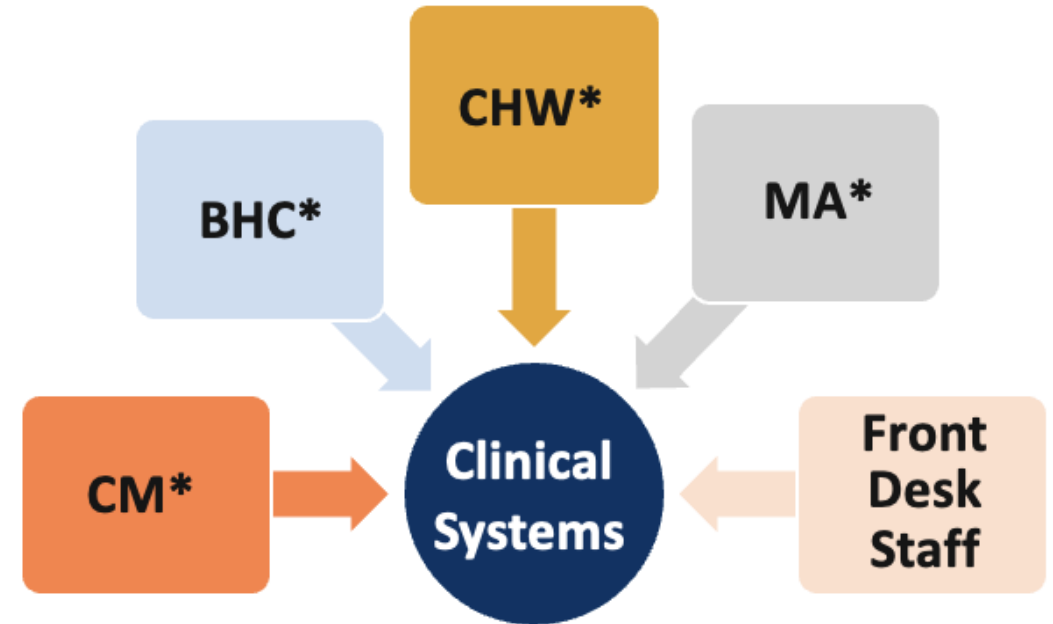 CHW*
BHC*
MA*
CM*
Clinical
Systems
Front
Desk
Staff